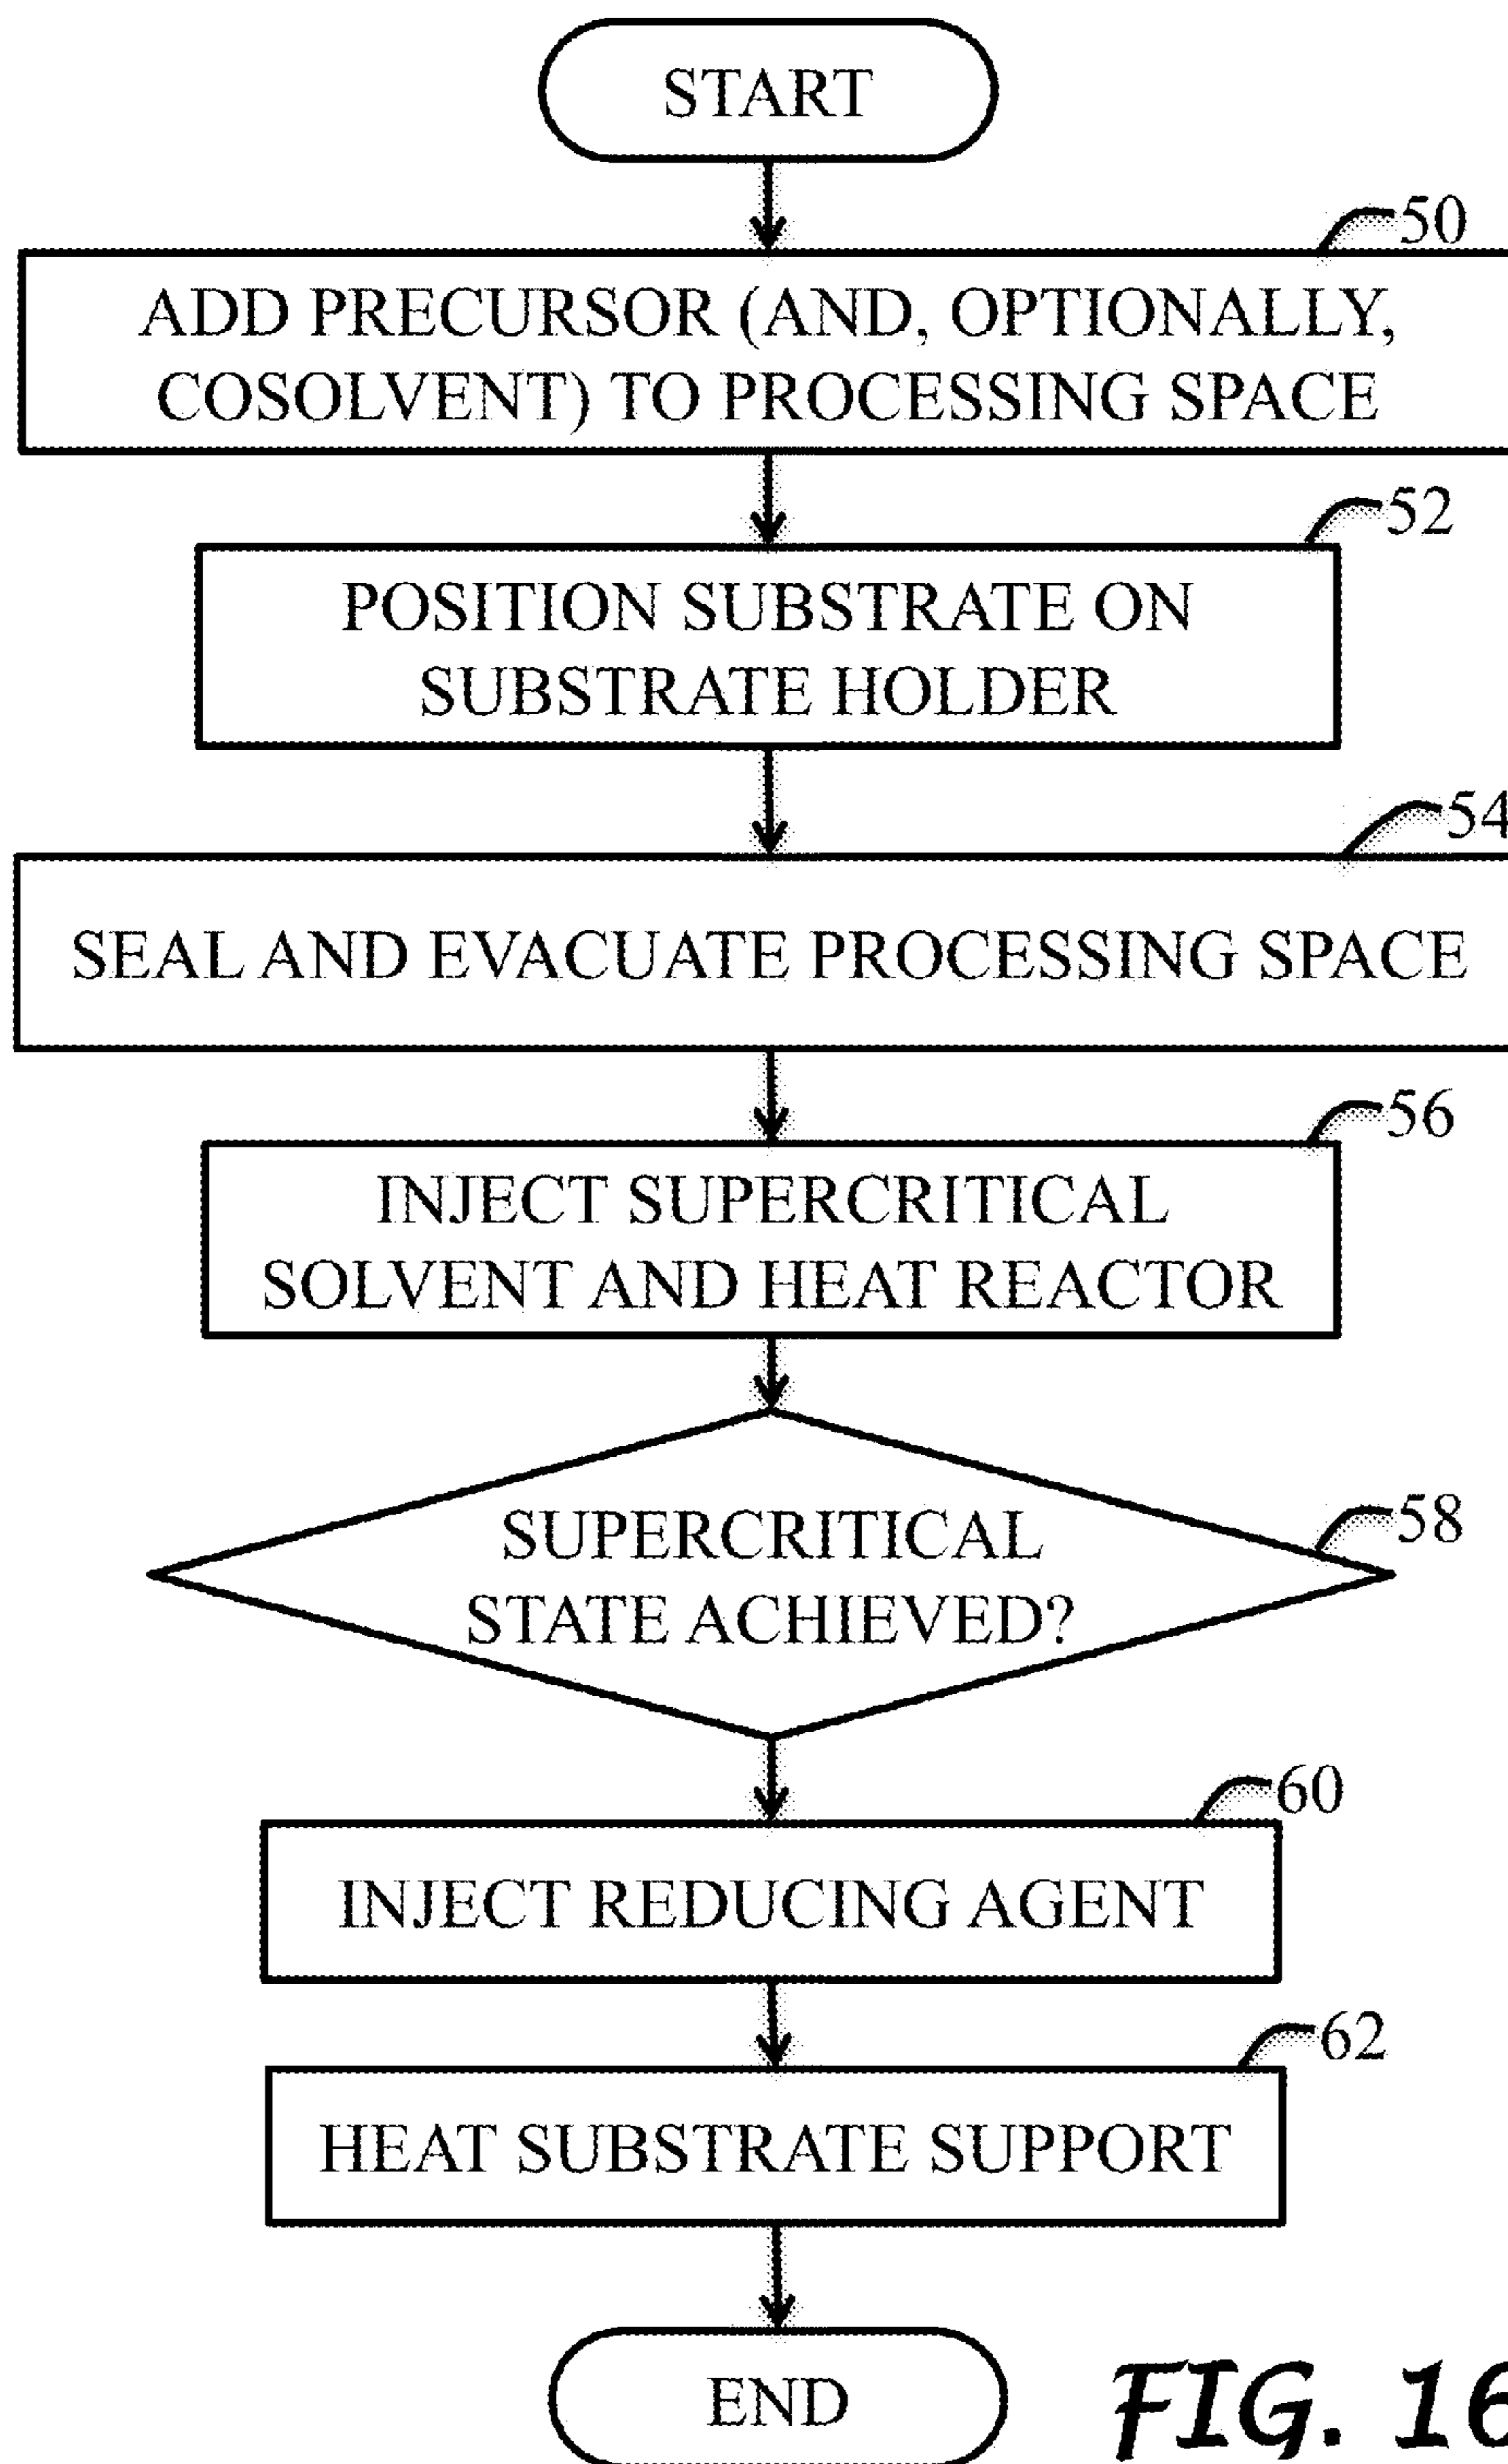 START
50
ADD PRECURSOR (AND, OPTIONALLY,
COSOLVENT) TO PROCESSING SPACE
52
POSITION SUBSTRATE ON
SUBSTRATE HOLDER
54
SEAL AND EVACUATE PROCESSING SPACE
56
INJECT SUPERCRITICAL
SOLVENT AND HEAT REACTOR
58
SUPERCRITICAL
STATE ACHIEVED?
60
INJECT REDUCING AGENT
62
HEAT SUBSTRATE SUPPORT
END
FIG. 16